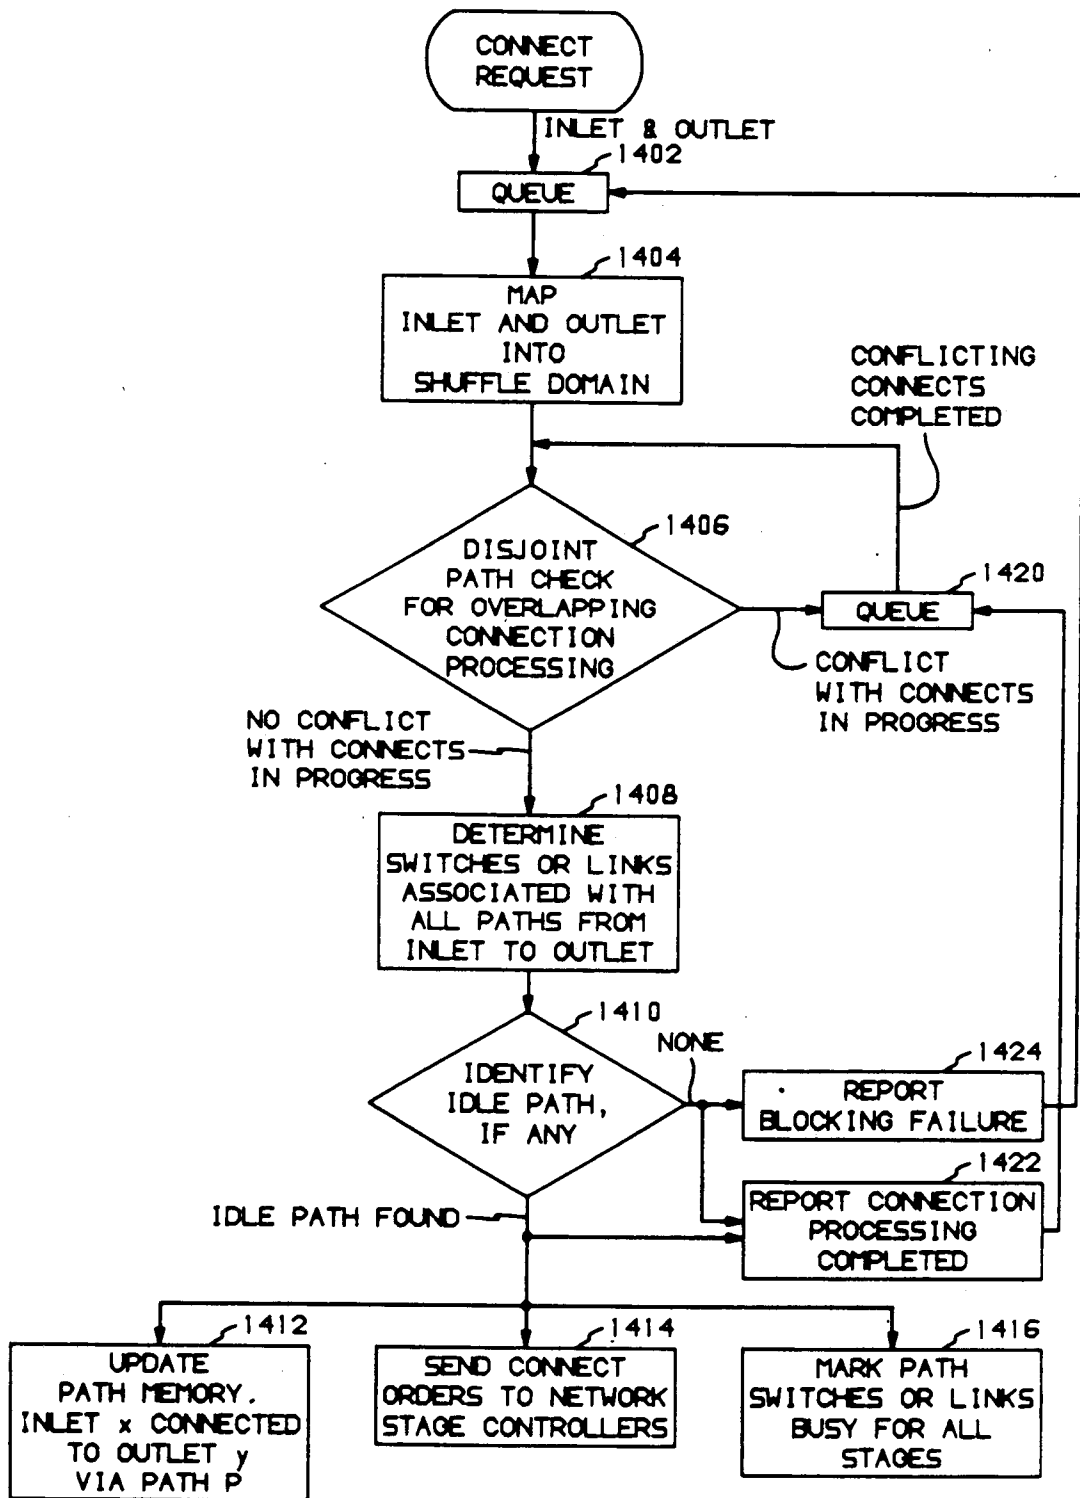 CONNECT
REQUEST
INLET & OUTLET
1402
QUEUE
1404
MAP
INLET AND OUTLET
INTO
SHUFFLE DOMAIN
CONFLICTING
CONNECTS
COMPLETED
1406
DISJOINT
PATH CHECK
FOR OVERLAPPING
CONNECTION
PROCESSING
1420
QUEUE
CONFLICT
WITH CONNECTS
IN PROGRESS
NO CONFLICT
WITH CONNECTS
IN PROGRESS
1408
DETERMINE
SWITCHES OR LINKS
ASSOCIATED WITH
ALL PATHS FROM
INLET TO OUTLET
1410
IDENTIFY
IDLE PATH,
IF ANY
NONE
1424
REPORT
BLOCKING FAILURE
1422
REPORT CONNECTION
PROCESSING
COMPLETED
IDLE PATH FOUND
1412
UPDATE
PATH MEMORY.
INLET x CONNECTED
TO OUTLET y
VIA PATH P
1414
SEND CONNECT
ORDERS TO NETWORK
STAGE CONTROLLERS
1416
MARK PATH
SWITCHES OR LINKS
BUSY FOR ALL
STAGES